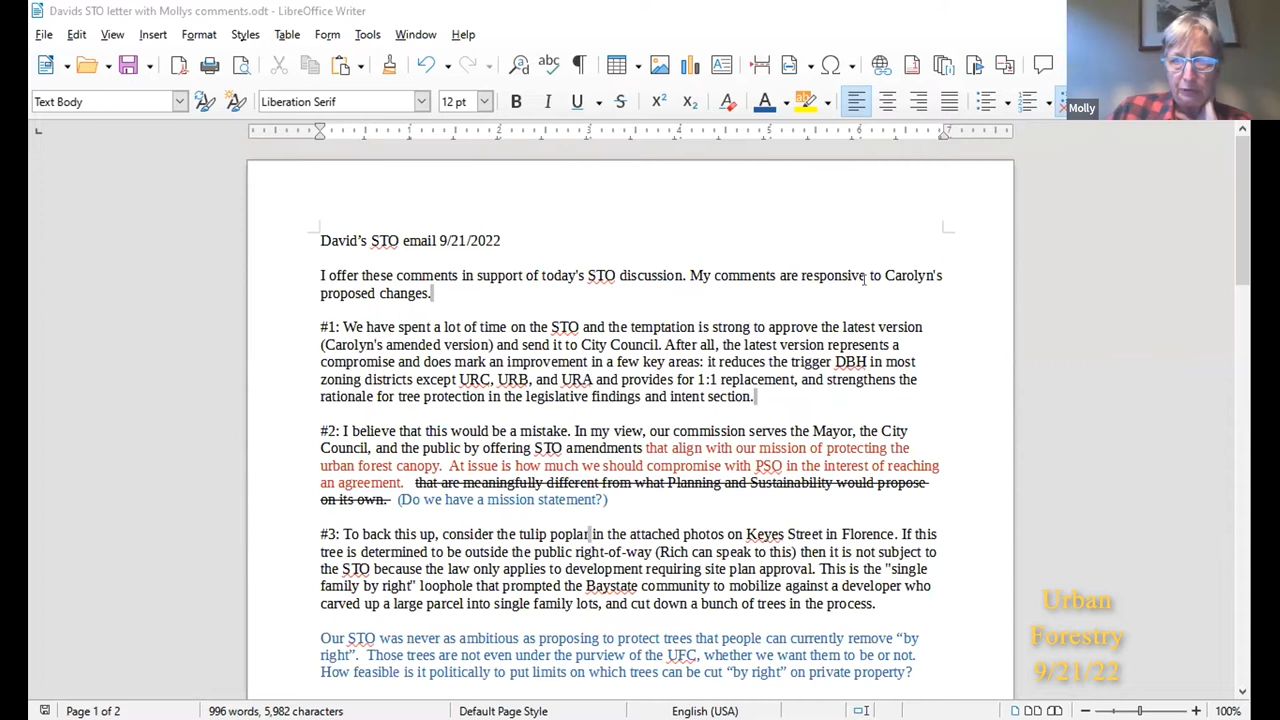 Davids STO letter with Mollys comments.odt - LibreOffice Writer
File Edit View Insert Format Styles Table Form Tools Window Help
Text Body Liberation Serif 12 pt
Molly
David’s STO email 9/21/2022
I offer these comments in support of today's STO discussion. My comments are responsive to Carolyn's
proposed changes.
#1: We have spent a lot of time on the STO and the temptation is strong to approve the latest version
(Carolyn's amended version) and send it to City Council. After all, the latest version represents a
compromise and does mark an improvement in a few key areas: it reduces the trigger DBH in most
zoning districts except URC, URB, and URA and provides for 1:1 replacement, and strengthens the
rationale for tree protection in the legislative findings and intent section.
#2: I believe that this would be a mistake. In my view, our commission serves the Mayor, the City
Council, and the public by offering STO amendments that align with our mission of protecting the
urban forest canopy. At issue is how much we should compromise with PSO in the interest of reaching
an agreement. that are meaningfully different from what Planning and Sustainability would propose
on its own. (Do we have a mission statement?)
#3: To back this up, consider the tulip poplar in the attached photos on Keyes Street in Florence. If this
tree is determined to be outside the public right-of-way (Rich can speak to this) then it is not subject to
the STO because the law only applies to development requiring site plan approval. This is the "single
family by right" loophole that prompted the Baystate community to mobilize against a developer who
carved up a large parcel into single family lots, and cut down a bunch of trees in the process.
Our STO was never as ambitious as proposing to protect trees that people can currently remove “by
right”. Those trees are not even under the purview of the UFC, whether we want them to be or not.
How feasible is it politically to put limits on which trees can be cut “by right” on private property?
Urban
Forestry
9/21/22
Page 1 of 2 996 words, 5,982 characters Default Page Style English (USA) 100%